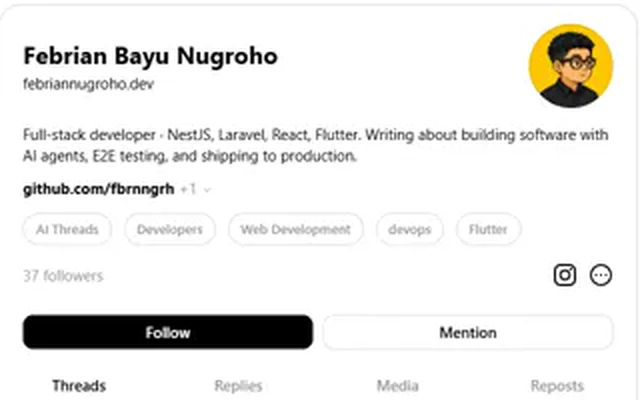 Febrian Bayu Nugroho
febriannugroho.dev
Full-stack developer · NestJS, Laravel, React, Flutter. Writing about building software with
AI agents, E2E testing, and shipping to production.
github.com/fbrnngrh +1
AI Threads Developers Web Development devops Flutter
37 followers
Follow Mention
Threads Replies Media Reposts